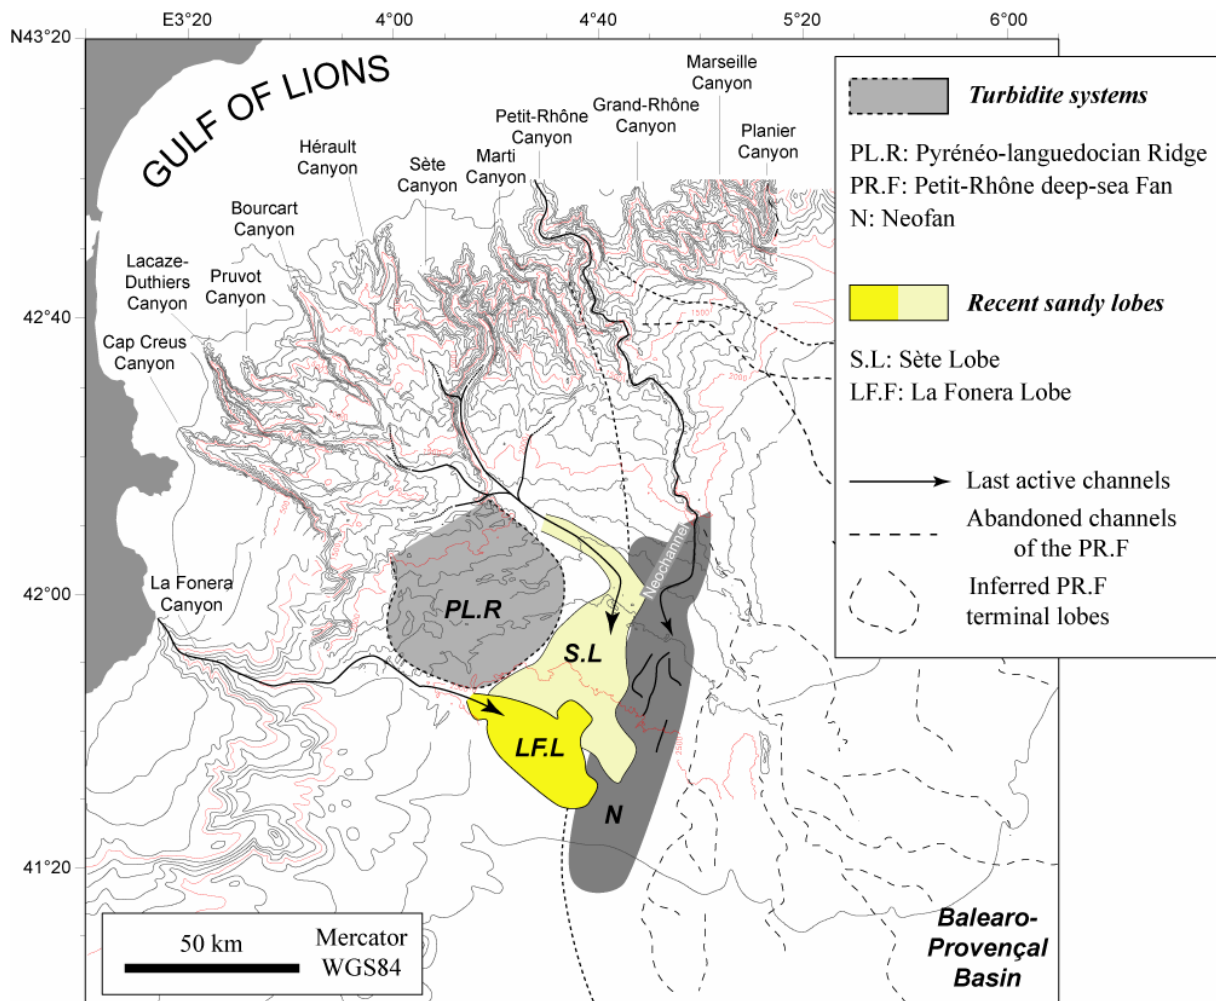 E3°20
4°00
4°40
5°20
6°00
N43°20
42°40
42°00
41°20
GULF OF LIONS
Marseille
Canyon
Grand-Rhône
Canyon
Petit-Rhône
Canyon
Planier
Canyon
Marti
Canyon
Sète
Canyon
Hérault
Canyon
Bourcart
Canyon
Lacaze-
Duthiers
Canyon
Pruvot
Canyon
Cap Creus
Canyon
La Fonera
Canyon
1500
2000
500
2500
Neochannel
PL.R
S.L
LF.L
N
Turbidite systems
PL.R: Pyrénéo-languedocian Ridge
PR.F: Petit-Rhône deep-sea Fan
N: Neofan
Recent sandy lobes
S.L: Sète Lobe
LF.F: La Fonera Lobe
Last active channels
Abandoned channels
of the PR.F
Inferred PR.F
terminal lobes
50 km
Mercator
WGS84
Balearo-
Provençal
Basin